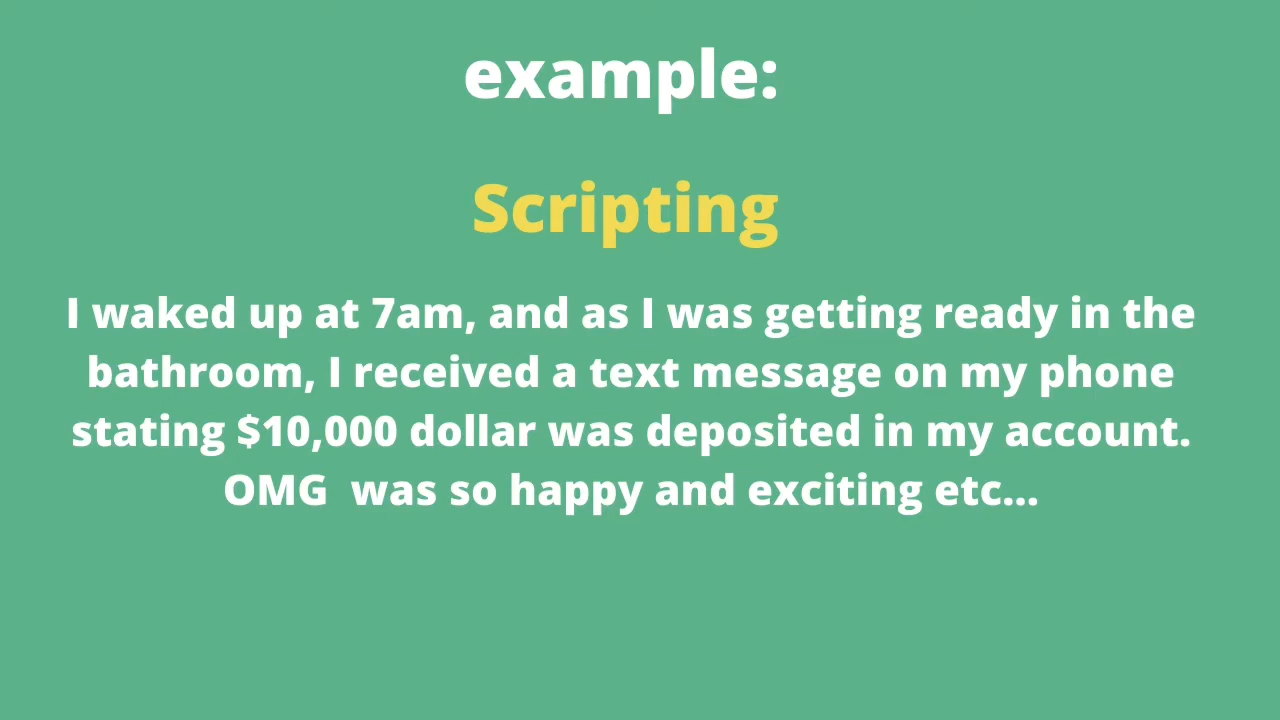 example:
Scripting
I waked up at 7am, and as I was getting ready in the
bathroom, I received a text message on my phone
stating $10,000 dollar was deposited in my account.
OMG  was so happy and exciting etc...